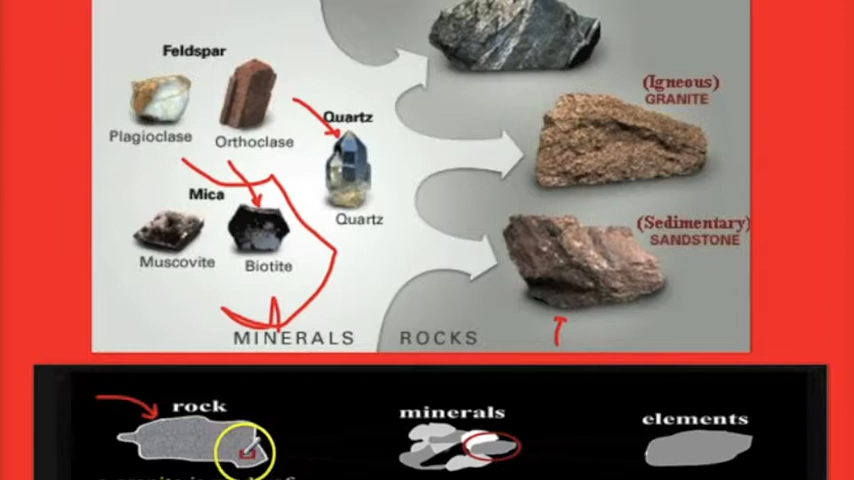 Feldspar
Plagioclase
Orthoclase
Quartz
Quartz
Mica
Muscovite
Biotite
MINERALS
(Igneous)
GRANITE
(Sedimentary)
SANDSTONE
ROCKS
rock
minerals
elements